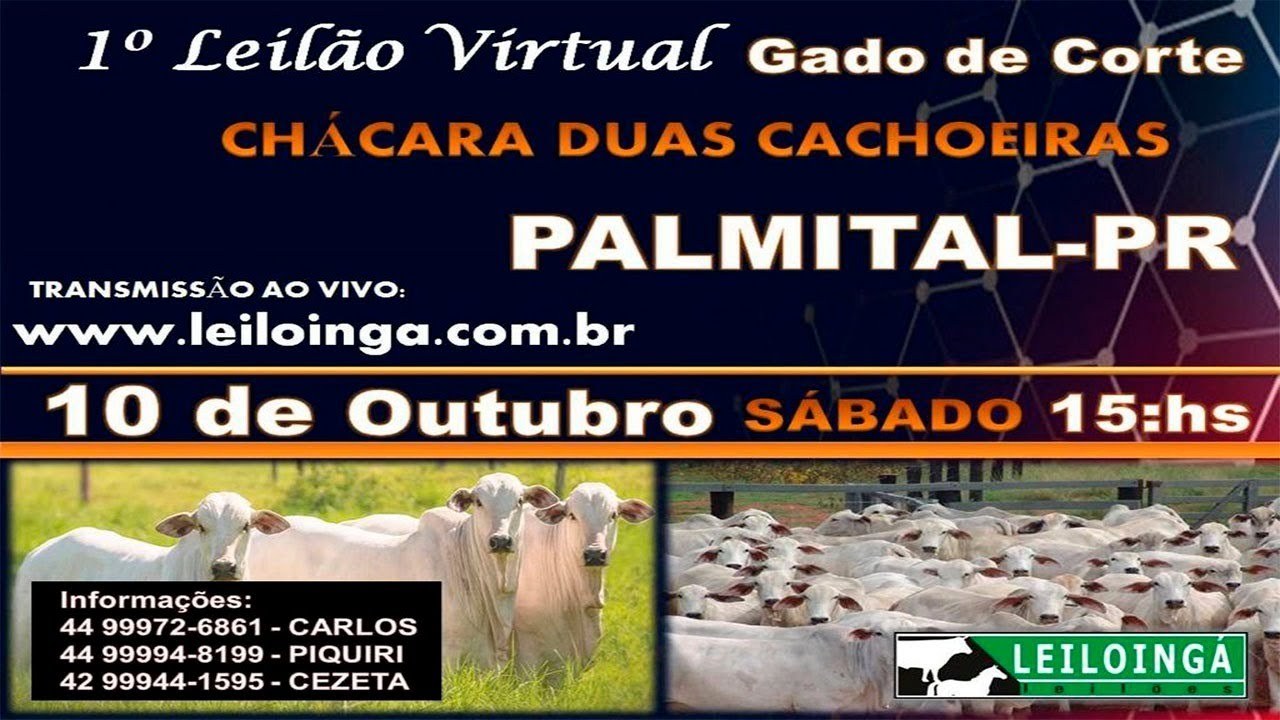 1º Leilão Virtual Gado de Corte
CHÁCARA DUAS CACHOEIRAS
PALMITAL-PR
TRANSMISSÃO AO VIVO:
www.leiloinga.com.br
10 de Outubro SÁBADO 15:hs
Informações:
44 99972-6861 - CARLOS
44 99994-8199 - PIQUIRI
42 99944-1595 - CEZETA
LEILOINGÁ
leilões